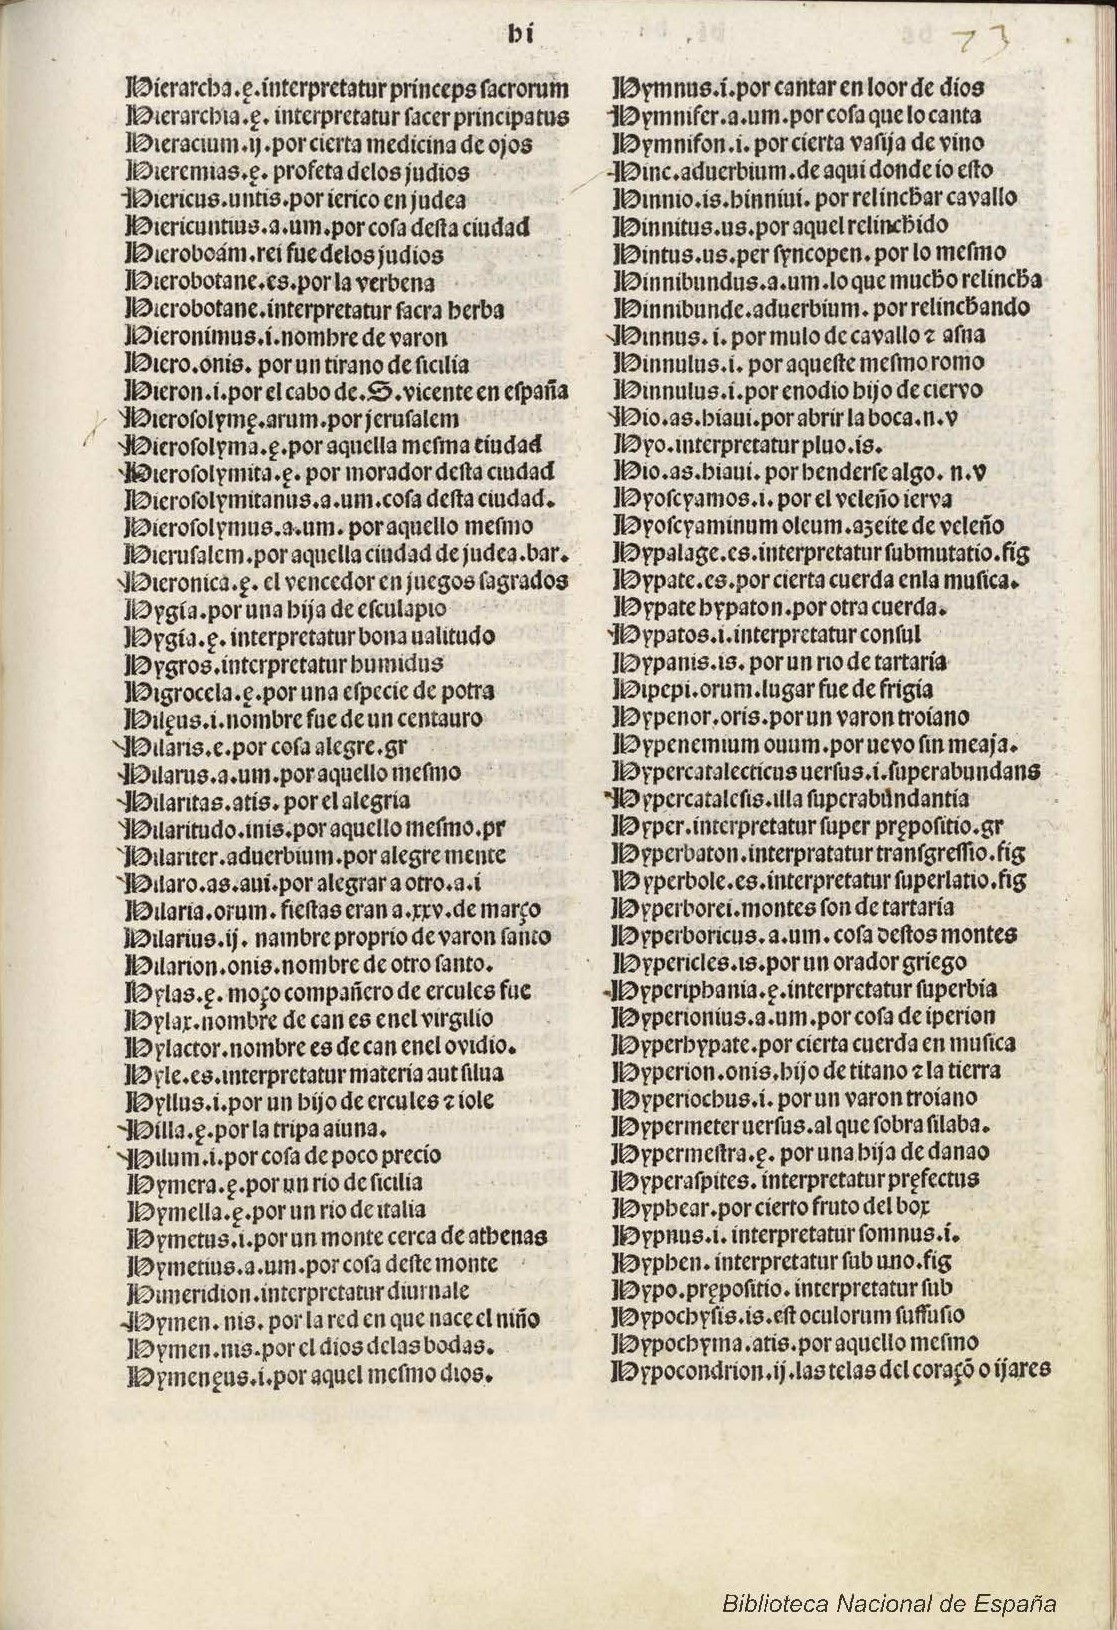 hi
73
Hierarcha.ę.interpretatur princeps sacrorum
Hierarchia.ę. interpretatur sacer principatus
Hieracium.ij.por cierta medicina de ojos
Hieremias.ę. profeta delos judios
Hiericus.untis.por ierico en judea
Hiericuntius.a.um.por cosa desta ciudad
Hieroboam.rei fue delos judios
Hierobotane.es.por la verbena
Hierobotane.interpretatur sacra herba
Hieronimus.i.nombre de varon
Hiero.onis. por un tirano de sicilia
Hieron.i.por el cabo de.S.vicente en españa
Hierosolymę.arum.por jerusalem
Hierosolyma.ę.por aquella mesma ciudad
Hierosolymita.ę. por morador desta ciudad
Hierosolymitanus.a.um.cosa desta ciudad.
Hierosolymus.a.um. por aquello mesmo
Hierusalem.por aquella ciudad de judea.bar.
Hieronica.ę. el vencedor en juegos sagrados
Hygia.por una hija de esculapio
Hygia.ę. interpretatur bona ualitudo
Hygros.interpretatur humidus
Higrocela.ę.por una especie de potra
Hilęus.i.nombre fue de un centauro
Hilaris.e.por cosa alegre.gr
Hilarus.a.um.por aquello mesmo
Hilaritas.atis. por el alegria
Hilaritudo.inis.por aquello mesmo.pr
Hilariter.aduerbium.por alegre mente
Hilaro.as.aui.por alegrar a otro.a.i
Hilaria.orum. fiestas eran a.xxv.de março
Hilarius.ij. nambre proprio de varon santo
Hilarion.onis.nombre de otro santo.
Hylas.ę. moço compañero de ercules fue
Hylax.nombre de can es enel virgilio
Hylactor.nombre es de can enel ovidio.
Hyle.es.interpretatur materia aut silua
Hyllus.i.por un hijo de ercules ⁊ iole
Hilla.ę.por la tripa aiuna.
Hilum.i.por cosa de poco precio
Hymera.ę.por un rio de sicilia
Hymella.ę.por un rio de italia
Hymetus.i.por un monte cerca de athenas
Hymetius.a.um.por cosa deste monte
Himeridion.interpretatur diurnale
Hymen. nis. por la red en que nace el niño
Hymen.nis.por el dios delas bodas.
Hymenęus.i.por aquel mesmo dios.
Hymnus.i.por cantar en loor de dios
Hymnifer.a.um.por cosa que lo canta
Hymnifon.i. por cierta vasija de vino
Hinc.aduerbium.de aqui donde io esto
Hinnio.is.hinniui. por relinchar cavallo
Hinnitus.us.por aquel relinchido
Hintus.us.per syncopen. por lo mesmo
Hinnibundus.a.um.lo que mucho relincha
Hinnibunde.aduerbium. por relinchando
Hinnus. i. por mulo de cavallo ⁊ asna
Hinnulus.i. por aqueste mesmo romo
Hinnulus.i.por enodio hijo de ciervo
Hio.as.hiaui.por abrir la boca.n.v
Hyo.interpretatur pluo.is.
Hio.as.hiaui. por henderse algo. n.v
Hyoscyamos.i. por el veleño ierva
Hyoscyaminum oleum.azeite de veleño
Hypalage.es.interpretatur submutatio.fig
Hypate.es.por cierta cuerda enla musica.
Hypate hypaton.por otra cuerda.
Hypatos.i.interpretatur consul
Hypanis.is. por un rio de tartaria
Hipepi.orum.lugar fue de frigia
Hypenor.oris.por un varon troiano
Hypenemium ouum.por uevo sin meaja.
Hypercatalecticus uersus.i.superabundans
Hypercatalesis.illa superabundantia
Hyper.interpretatur super prępositio.gr
Hyperbaton.interpratatur transgressio.fig
Hyperbole.es.interpretatur superlatio.fig
Hyperborei.montes son de tartaria
Hyperboricus.a.um. cosa destos montes
Hypericles.is.por un orador griego
Hyperiphania.ę.interpretatur superbia
Hyperionius.a.um.por cosa de iperion
Hyperhypate.por cierta cuerda en musica
Hyperion.onis.hijo de titano ⁊ la tierra
Hyperiochus.i. por un varon troiano
Hypermeter uersus.al que sobra silaba.
Hypermestra.ę. por una hija de danao
Hyperaspites. interpretatur pręfectus
Hyphear.por cierto fruto del box
Hypnus.i. interpretatur somnus.i.
Hyphen. interpretatur sub uno.fig
Hypo.prępositio. interpretatur sub
Hypochysis.is.est oculorum suffusio
Hypochyma.atis.por aquello mesmo
Hypocondrion.ij.las telas del coraçõ o ijares
Biblioteca Nacional de España